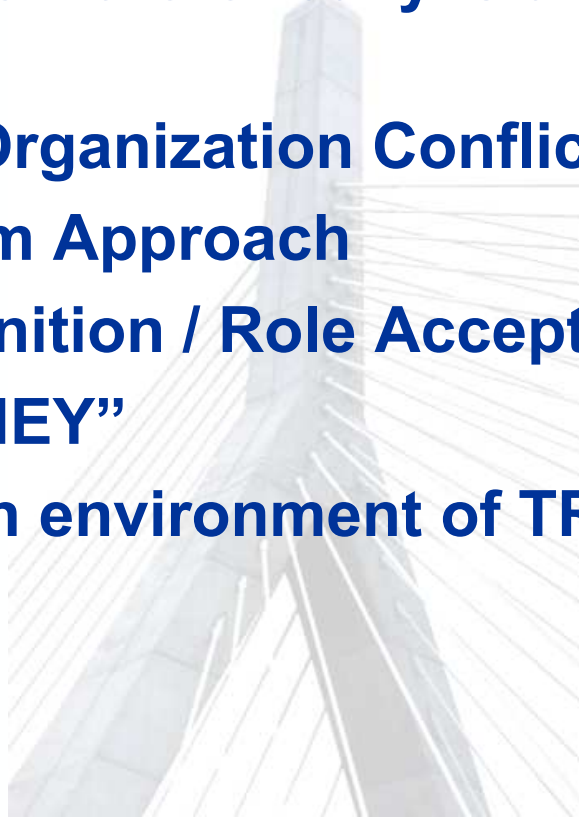 Organization Conflic
m Approach
nition / Role Accept
IEY”
n environment of TR